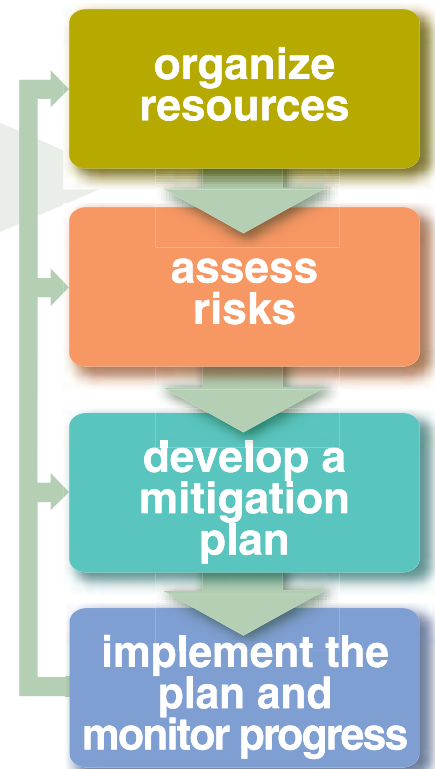 organize
resources
assess
risks
develop a
mitigation
plan
implement the
plan and
monitor progress